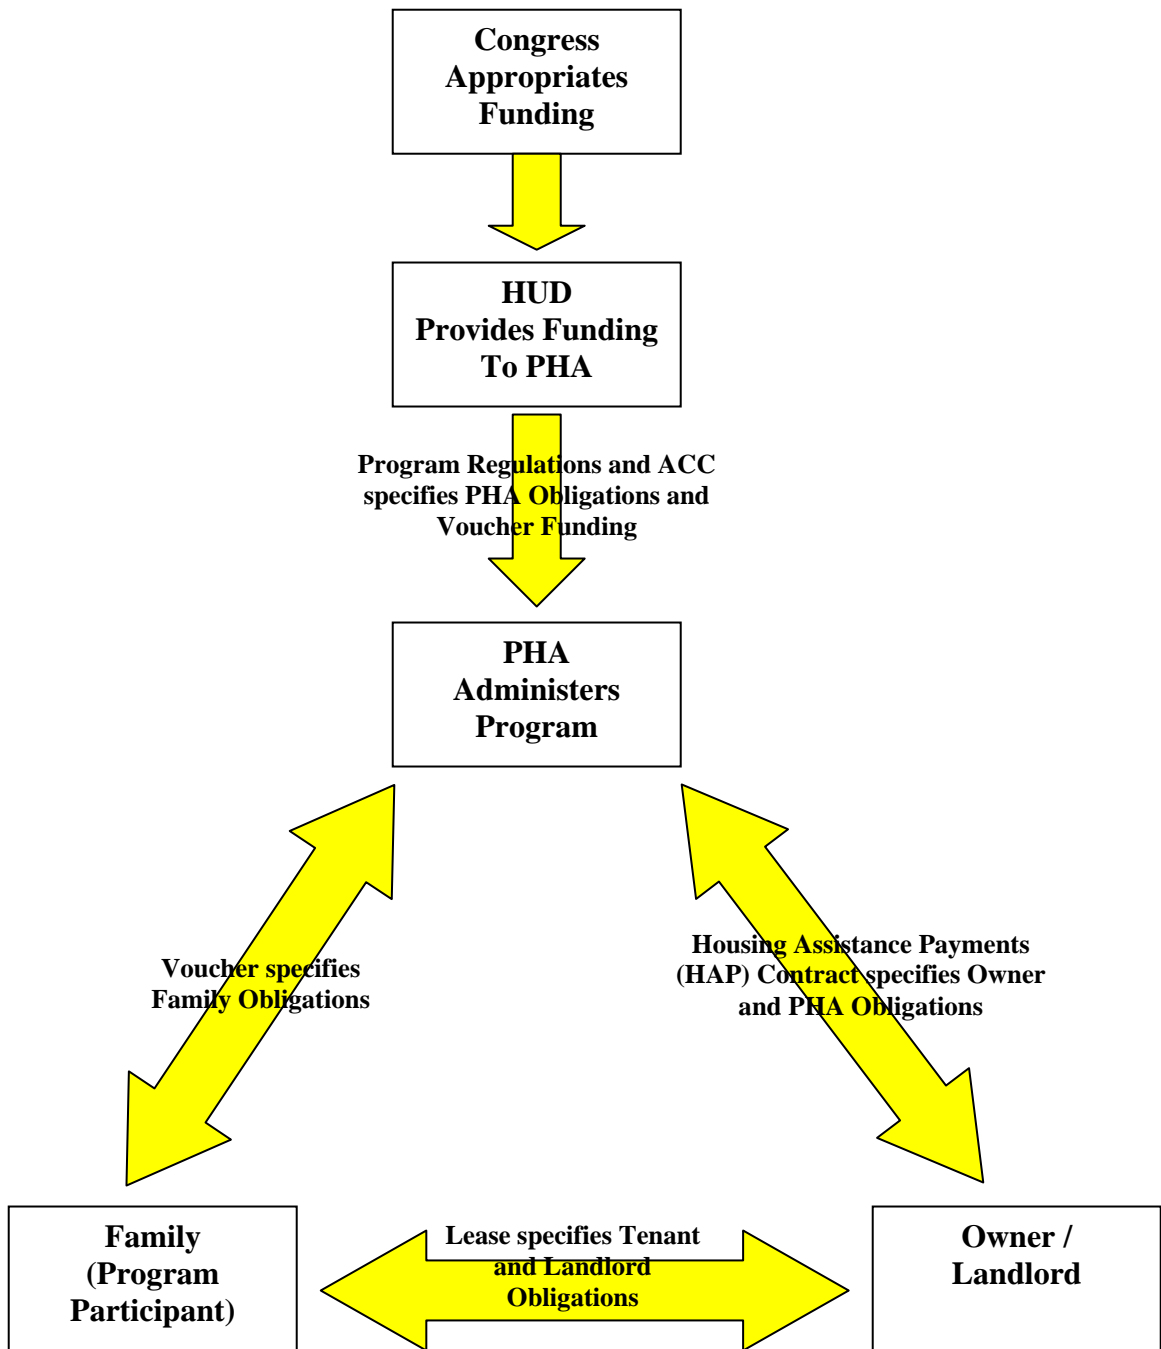 Congress
Appropriates
Funding
HUD
Provides Funding
To PHA
Program Regulations and ACC
specifies PHA Obligations and
Voucher Funding
PHA
Administers
Program
Voucher specifies
Family Obligations
Housing Assistance Payments
(HAP) Contract specifies Owner
and PHA Obligations
Family
(Program
Participant)
Lease specifies Tenant
and Landlord
Obligations
Owner /
Landlord